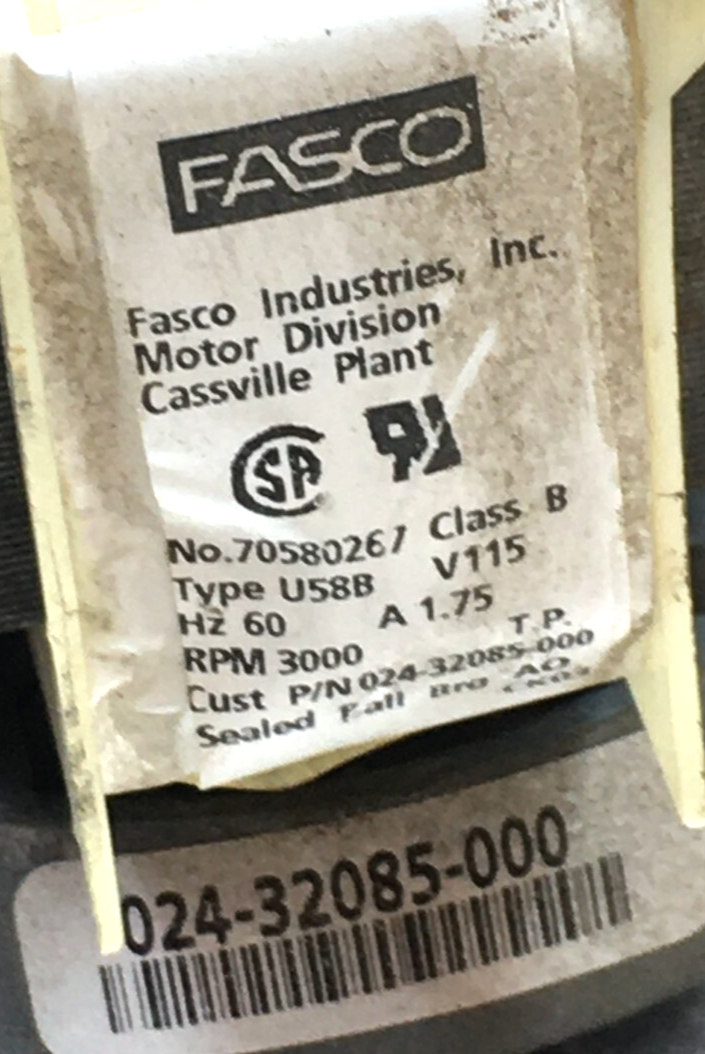 FASCO
Fasco Industries, Inc.
Motor Division
Cassville Plant
SA
No.70580267 Class B
Type U58B V115
Hz 60 A 1.75
RPM 3000 T.P.
Cust P/N 024-32085-000
Sealed Ball Brg AO
024-32085-000